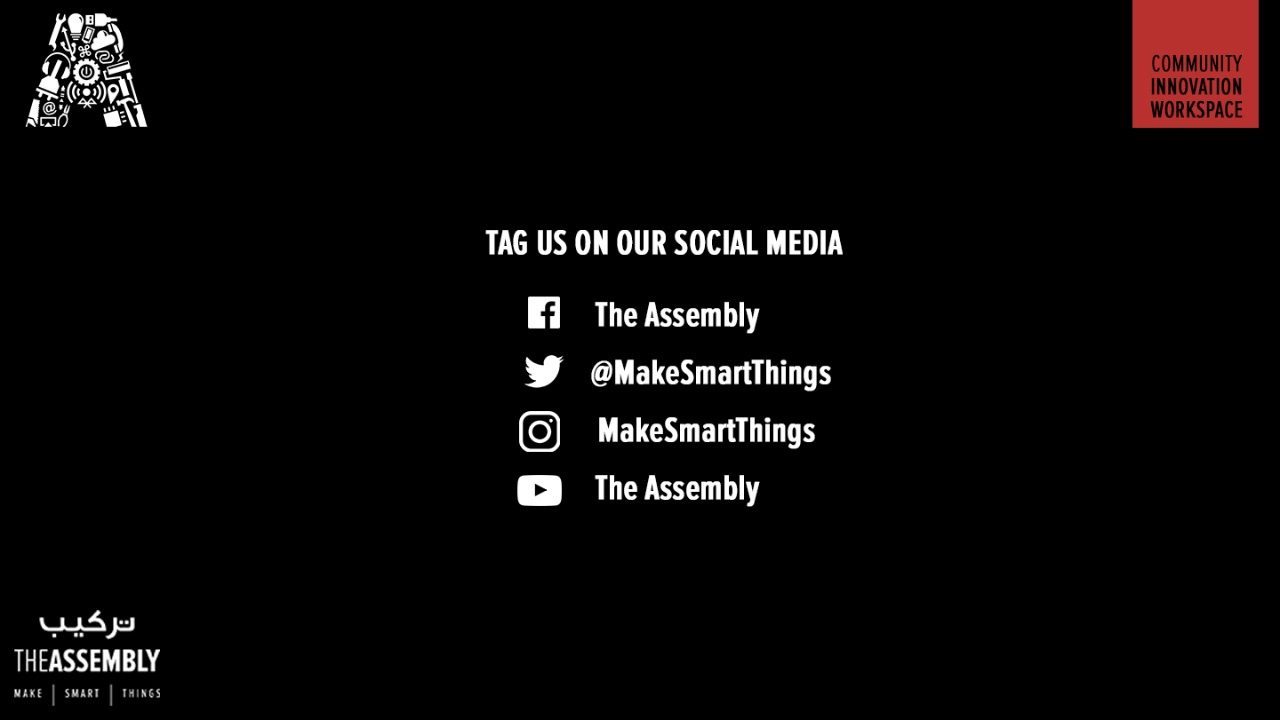 COMMUNITY
INNOVATION
WORKSPACE
TAG US ON OUR SOCIAL MEDIA
The Assembly
@MakeSmartThings
MakeSmartThings
The Assembly
تركيب
THEASSEMBLY
MAKE | SMART | THINGS